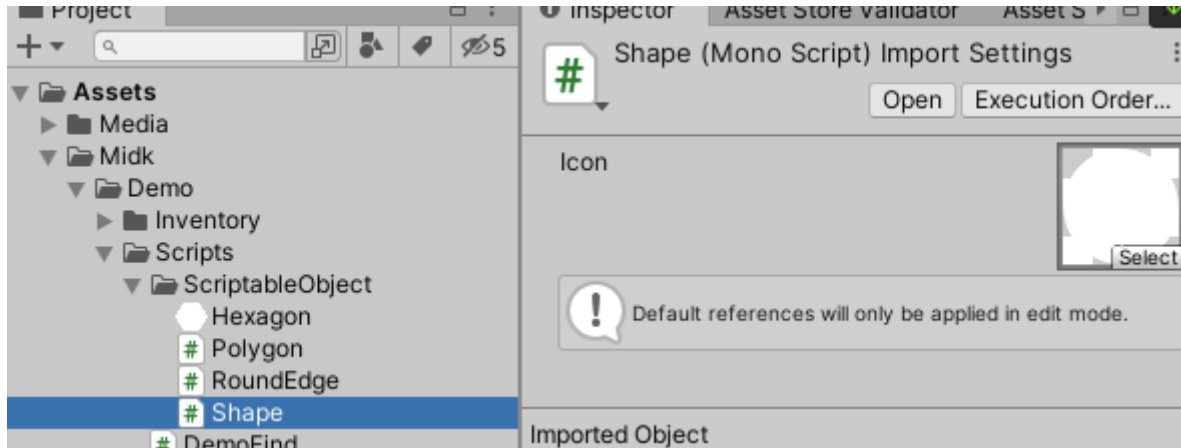 Project
5
Assets
Media
Midk
Demo
Inventory
Scripts
ScriptableObject
Hexagon
# Polygon
# RoundEdge
# Shape
# DemoFind
Inspector Asset Store Validator Asset S
# Shape (Mono Script) Import Settings
Open Execution Order...
Icon
Select
! Default references will only be applied in edit mode.
Imported Object